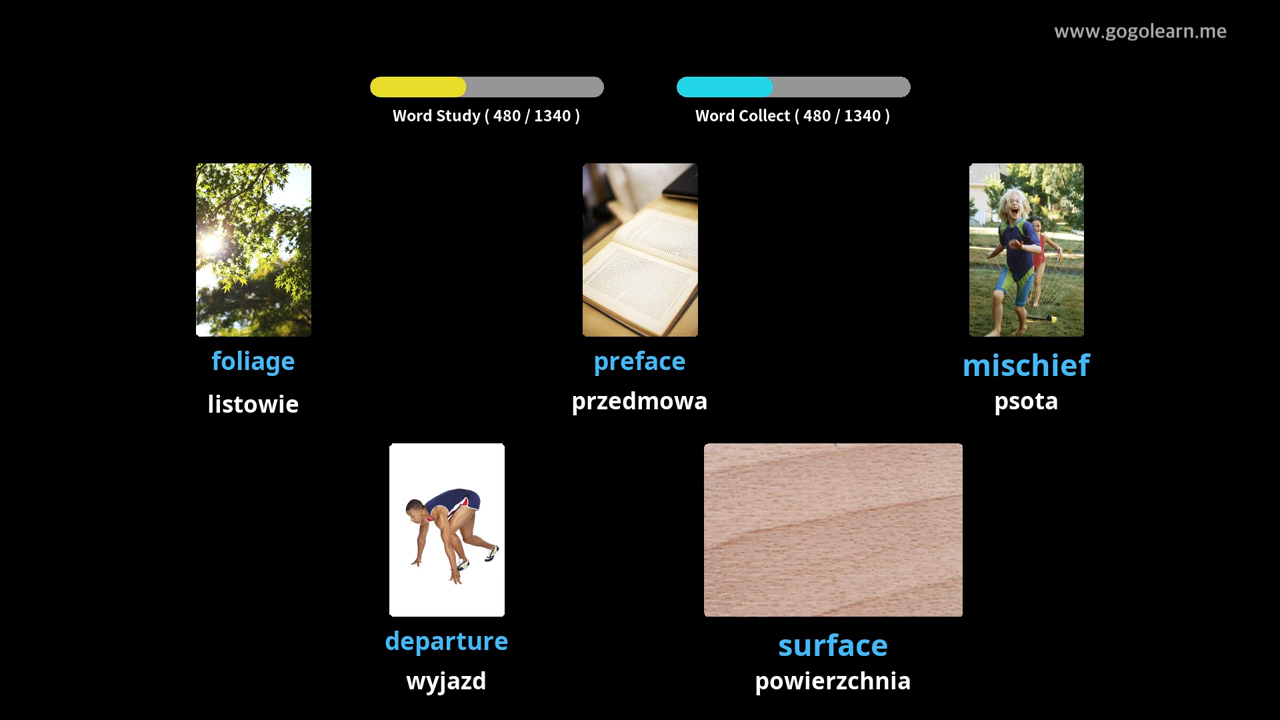 www.gogolearn.me
Word Study ( 480 / 1340 )
Word Collect ( 480 / 1340 )
foliage
listowie
preface
przedmowa
mischief
psota
departure
wyjazd
surface
powierzchnia